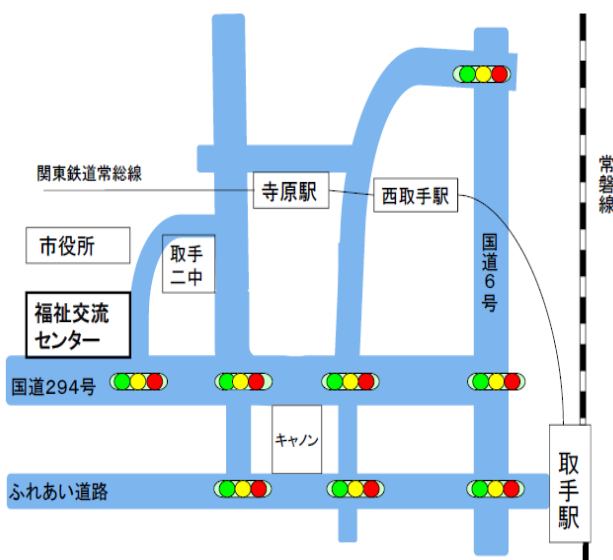 関東鉄道常総線
寺原駅
西取手駅
常磐線
市役所
取手
二中
国道6号
福祉交流
センター
国道294号
キャノン
取手駅
ふれあい道路